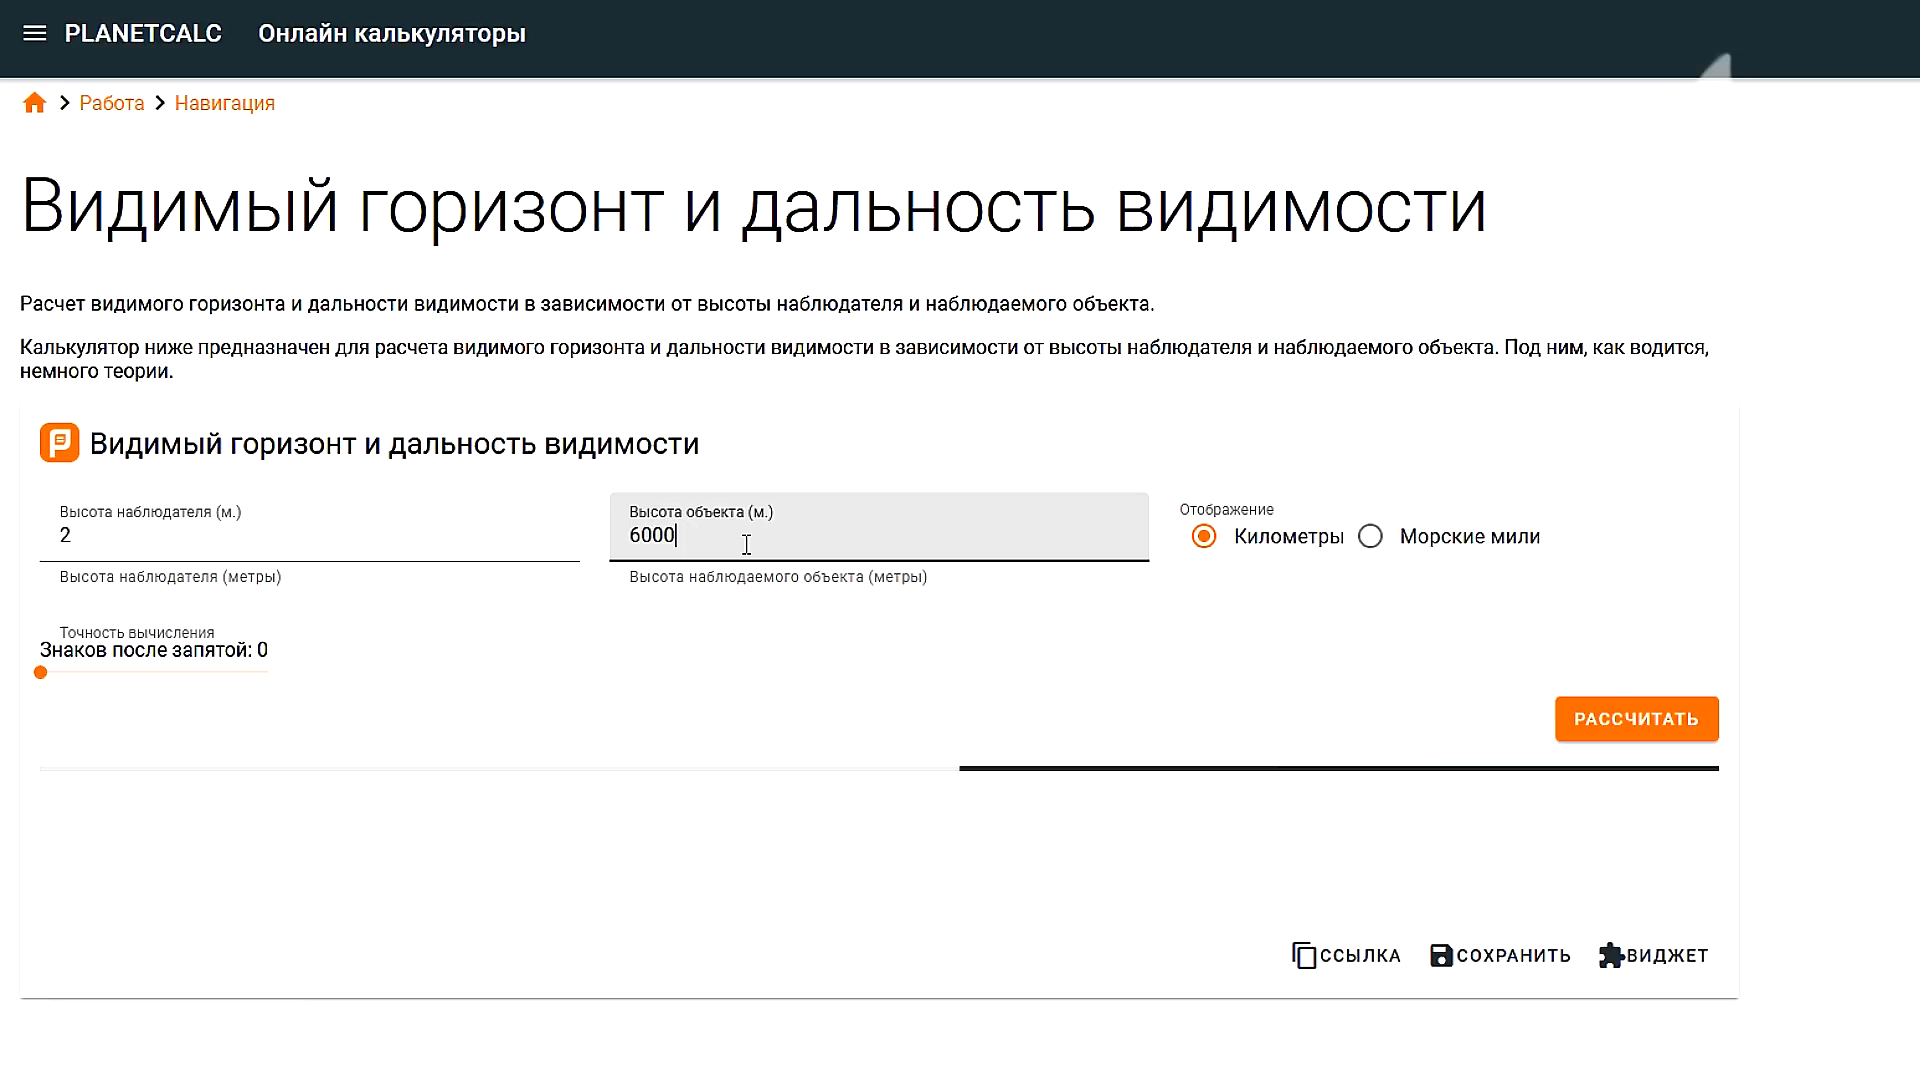 PLANETCALC Онлайн калькуляторы
Работа Навигация
Видимый горизонт и дальность видимости
Расчет видимого горизонта и дальности видимости в зависимости от высоты наблюдателя и наблюдаемого объекта.
Калькулятор ниже предназначен для расчета видимого горизонта и дальности видимости в зависимости от высоты наблюдателя и наблюдаемого объекта. Под ним, как водится,
немного теории.
Видимый горизонт и дальность видимости
Высота наблюдателя (м.)
2
Высота наблюдателя (метры)
Высота объекта (м.)
6000
Высота наблюдаемого объекта (метры)
Отображение
Километры Морские мили
Точность вычисления
Знаков после запятой: 0
РАССЧИТАТЬ
ССЫЛКА СОХРАНИТЬ ВИДЖЕТ